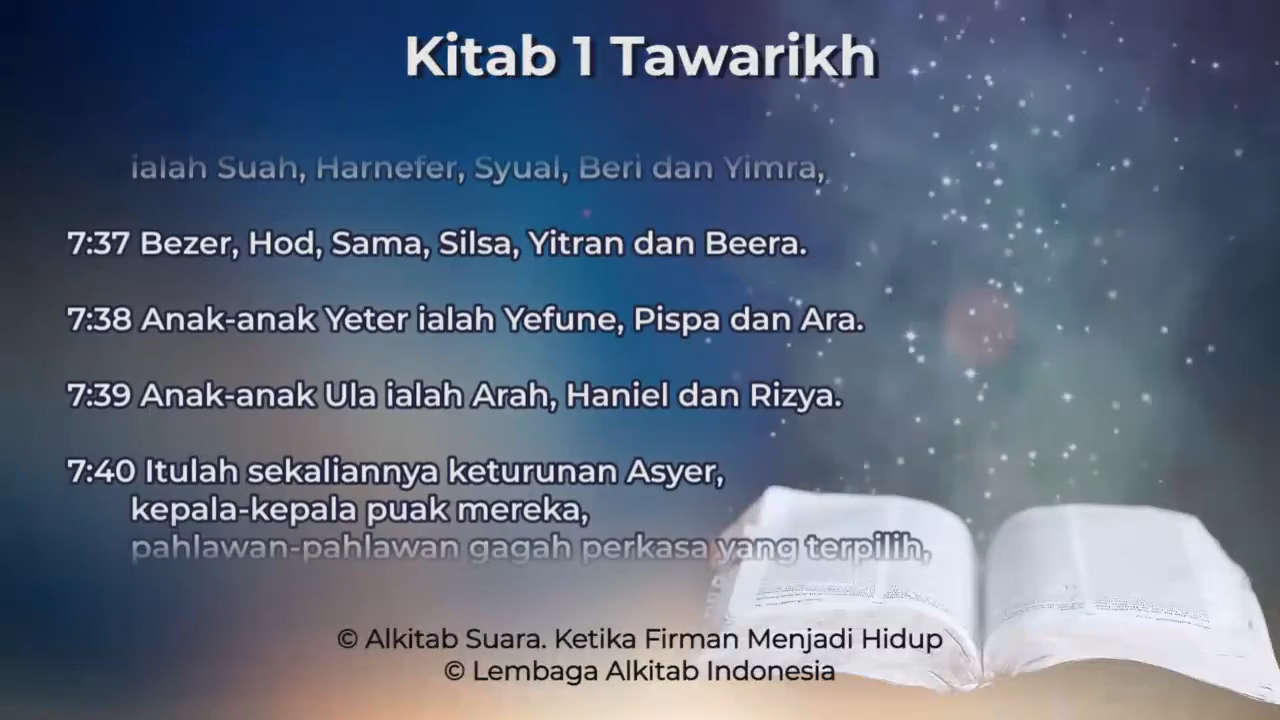 Kitab 1 Tawarikh
ialah Suah, Harnefer, Syual, Beri dan Yimra,
7:37 Bezer, Hod, Sama, Silsa, Yitran dan Beera.
7:38 Anak-anak Yeter ialah Yefune, Pispa dan Ara.
7:39 Anak-anak Ula ialah Arah, Haniel dan Rizya.
7:40 Itulah sekaliannya keturunan Asyer,
kepala-kepala puak mereka,
pahlawan-pahlawan gagah perkasa yang terpilih,
© Alkitab Suara. Ketika Firman Menjadi Hidup
© Lembaga Alkitab Indonesia